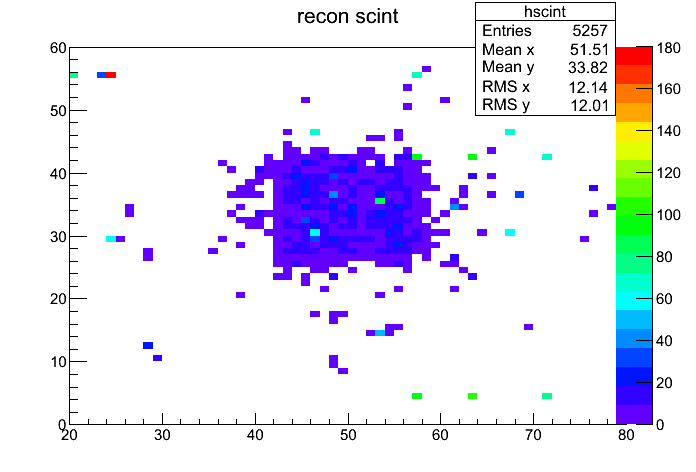 recon scint
hscint
Entries 5257
Mean x 51.51
Mean y 33.82
RMS x 12.14
RMS y 12.01
60
50
40
30
20
10
0
20 30 40 50 60 70 80
180
160
140
120
100
80
60
40
20
0